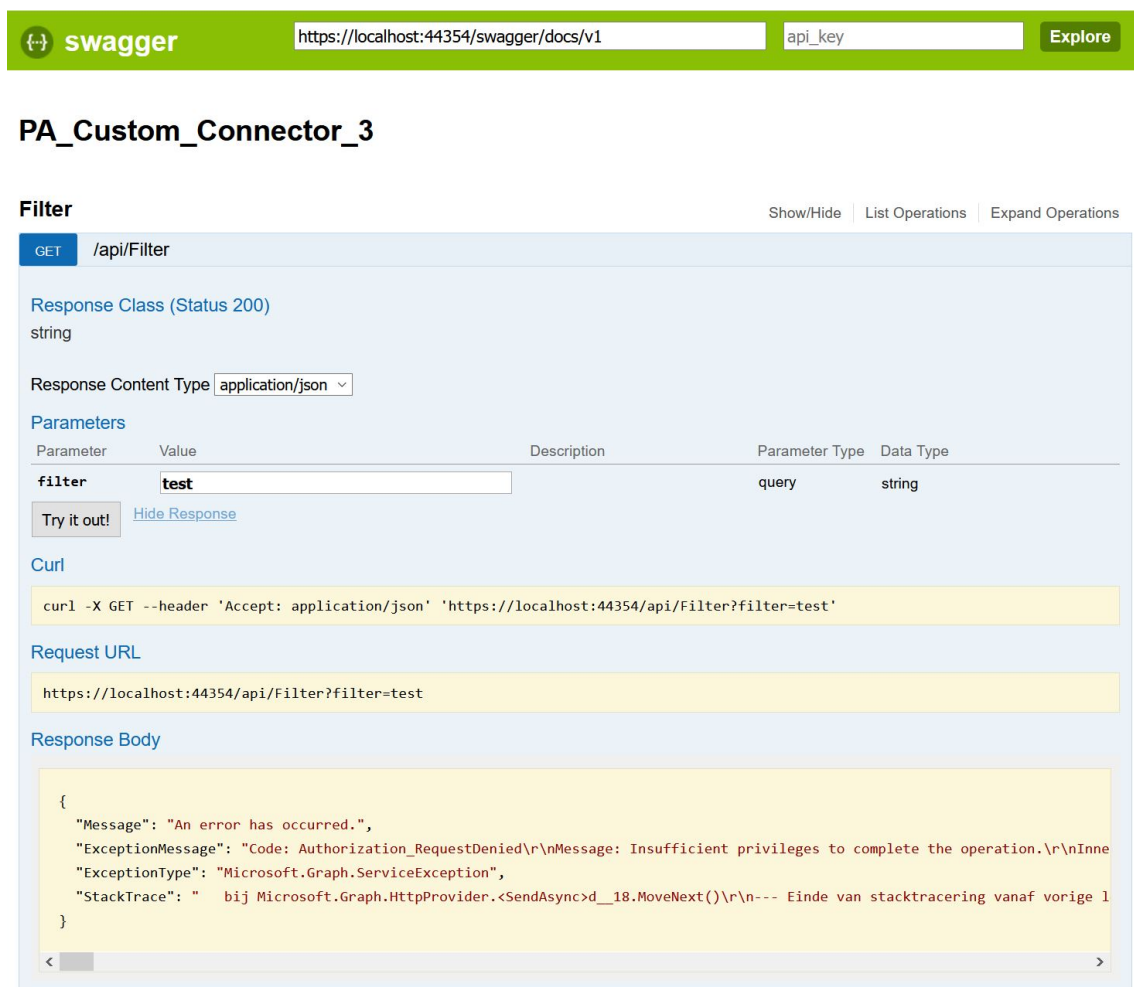 {··} swagger https://localhost:44354/swagger/docs/v1 api_key Explore
PA_Custom_Connector_3
Filter Show/Hide List Operations Expand Operations
GET /api/Filter
Response Class (Status 200)
string
Response Content Type application/json
Parameters
Parameter Value Description Parameter Type Data Type
filter test query string
Try it out! Hide Response
Curl
curl -X GET --header 'Accept: application/json' 'https://localhost:44354/api/Filter?filter=test'
Request URL
https://localhost:44354/api/Filter?filter=test
Response Body
{
"Message": "An error has occurred.",
"ExceptionMessage": "Code: Authorization_RequestDenied\r\nMessage: Insufficient privileges to complete the operation.\r\nInne
"ExceptionType": "Microsoft.Graph.ServiceException",
"StackTrace": "   bij Microsoft.Graph.HttpProvider.<SendAsync>d__18.MoveNext()\r\n--- Einde van stacktracering vanaf vorige l
}